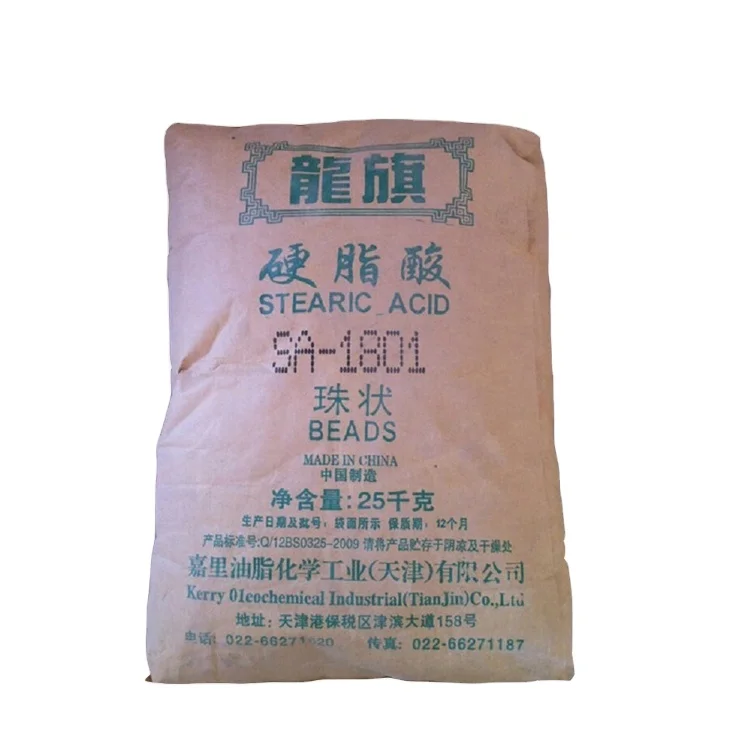 龍旗
硬脂酸
STEARIC ACID
SA-1801
珠状
BEADS
MADE IN CHINA
中国制造
净含量：25千克
生产日期及批号：袋面所示 保质期：12个月
产品标准号:Q/12BS0325-2009 请将产品贮存于阴凉及干燥处
嘉里油脂化学工业(天津)有限公司
Kerry Oleochemical Industrial(TianJin)Co.,Ltd
地址：天津港保税区津滨大道158号
电话： 传真：022-66271187